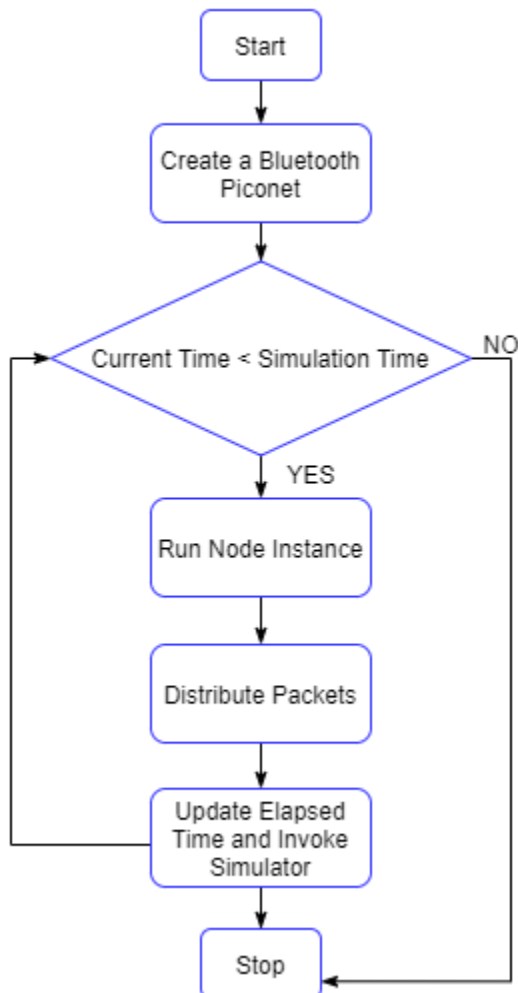 Start
Create a Bluetooth
Piconet
Current Time < Simulation Time
NO
YES
Run Node Instance
Distribute Packets
Update Elapsed
Time and Invoke
Simulator
Stop